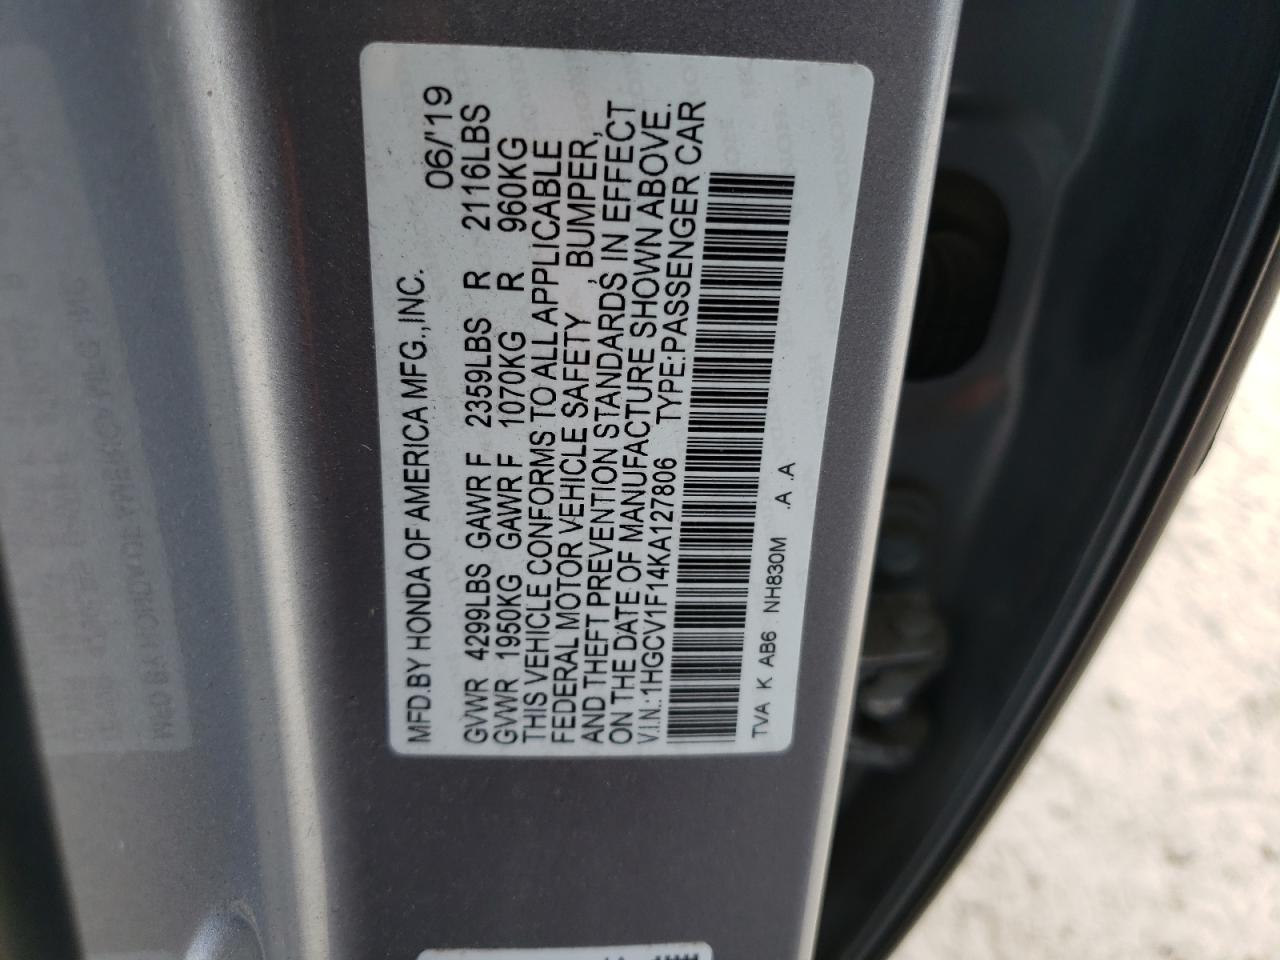 MFD.BY HONDA OF AMERICA MFG.,INC. 06/'19
GVWR 4299LBS GAWR F 2359LBS R 2116LBS
GVWR 1950KG GAWR F 1070KG R 960KG
THIS VEHICLE CONFORMS TO ALL APPLICABLE
FEDERAL MOTOR VEHICLE SAFETY , BUMPER,
AND THEFT PREVENTION STANDARDS IN EFFECT
ON THE DATE OF MANUFACTURE SHOWN ABOVE.
V.I.N.:1HGCV1F14KA127806 TYPE:PASSENGER CAR
TVA K AB6 NH830M .A .A